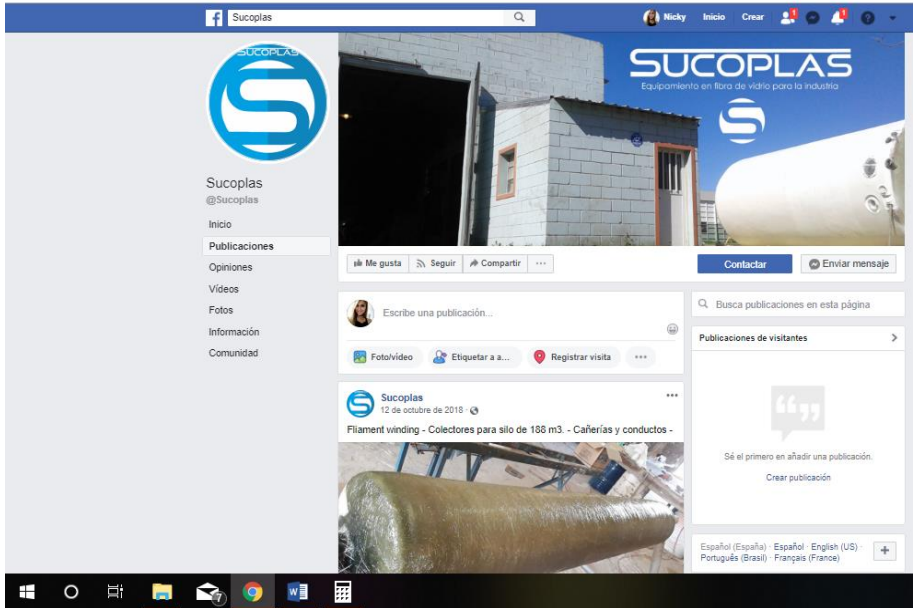 Sucoplas
Nicky
Inicio
Crear
1
1
SUCOPLAS
Sucoplas
@Sucoplas
Inicio
Publicaciones
Opiniones
Vídeos
Fotos
Información
Comunidad
SUCOPLAS
Equipamiento en fibra de vidrio para la industria
Me gusta
Seguir
Compartir
Contactar
Enviar mensaje
Escribe una publicación...
Foto/vídeo
Etiquetar a a...
Registrar visita
Sucoplas
12 de octubre de 2018
Fliament winding - Colectores para silo de 188 m3. - Cañerías y conductos -
Busca publicaciones en esta página
Publicaciones de visitantes
Sé el primero en añadir una publicación.
Crear publicación
Español (España) · Español · English (US) ·
Português (Brasil) · Français (France)
7